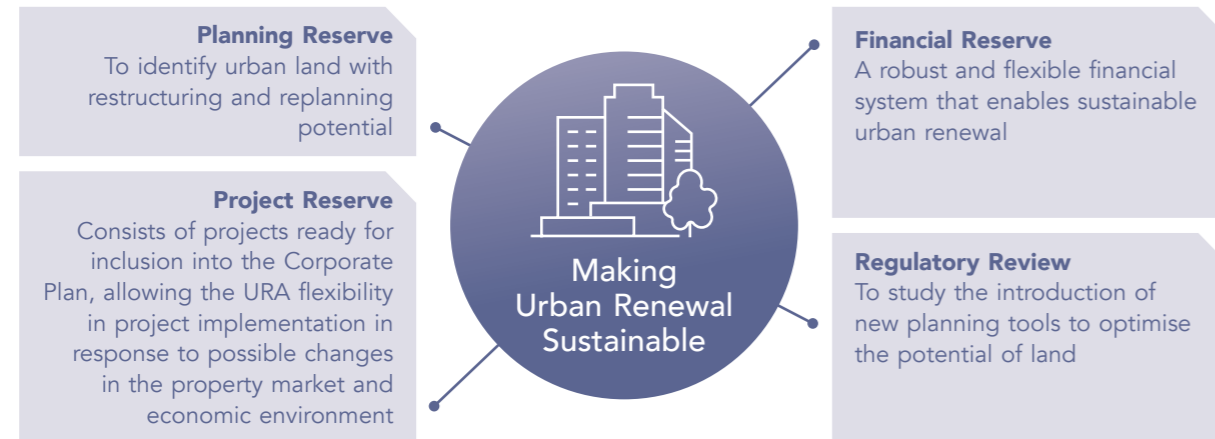 Planning Reserve
To identify urban land with
restructuring and replanning
potential
Project Reserve
Consists of projects ready for
inclusion into the Corporate
Plan, allowing the URA flexibility
in project implementation in
response to possible changes
in the property market and
economic environment
Making
Urban Renewal
Sustainable
Financial Reserve
A robust and flexible financial
system that enables sustainable
urban renewal
Regulatory Review
To study the introduction of
new planning tools to optimise
the potential of land